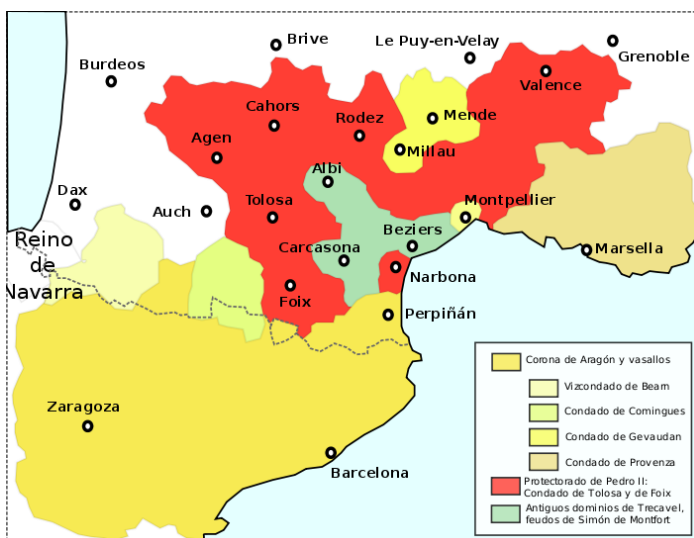 Brive
Le Puy-en-Velay
Grenoble
Burdeos
Valence
Cahors
Mende
Rodez
Agen
Millau
Albi
Dax
Auch
Tolosa
Montpellier
Beziers
Reino
de
Navarra
Carcasona
Marsella
Narbona
Foix
Perpiñán
Corona de Aragón y vasallos
Vizcondado de Bearn
Condado de Comingues
Condado de Gevaudan
Condado de Provenza
Protectorado de Pedro II:
Condado de Tolosa y de Foix
Antiguos dominios de Trecavel,
feudos de Simón de Montfort
Zaragoza
Barcelona